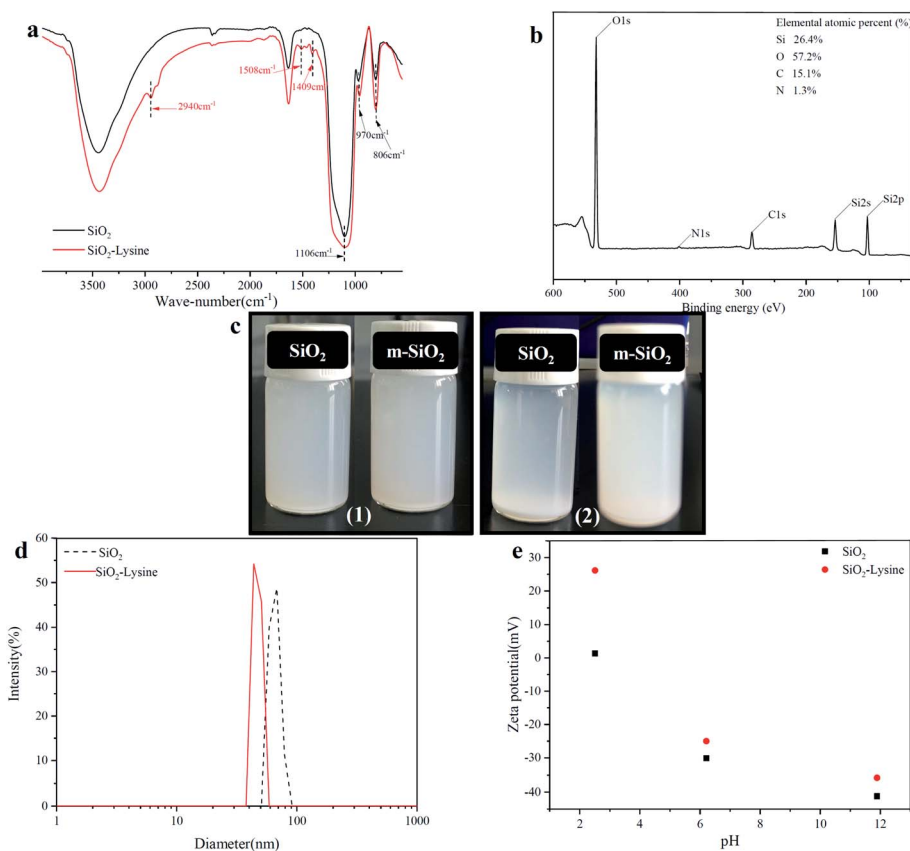 a
1508cm-1
1409cm-1
2940cm-1
970cm-1
806cm-1
1106cm-1
SiO2
SiO2-Lysine
3500 3000 2500 2000 1500 1000
Wave-number(cm-1)
b
O1s
Elemental atomic percent (%)
Si 26.4%
O 57.2%
C 15.1%
N 1.3%
N1s
C1s
Si2s
Si2p
600 500 400 300 200 100
Binding energy (eV)
c
SiO2
m-SiO2
(1)
SiO2
m-SiO2
(2)
d
SiO2
SiO2-Lysine
60
50
40
30
20
10
0
Intensity(%)
1 10 100 1000
Diameter(nm)
e
SiO2
SiO2-Lysine
30
20
10
0
-10
-20
-30
-40
Zeta potential(mV)
2 4 6 8 10 12
pH